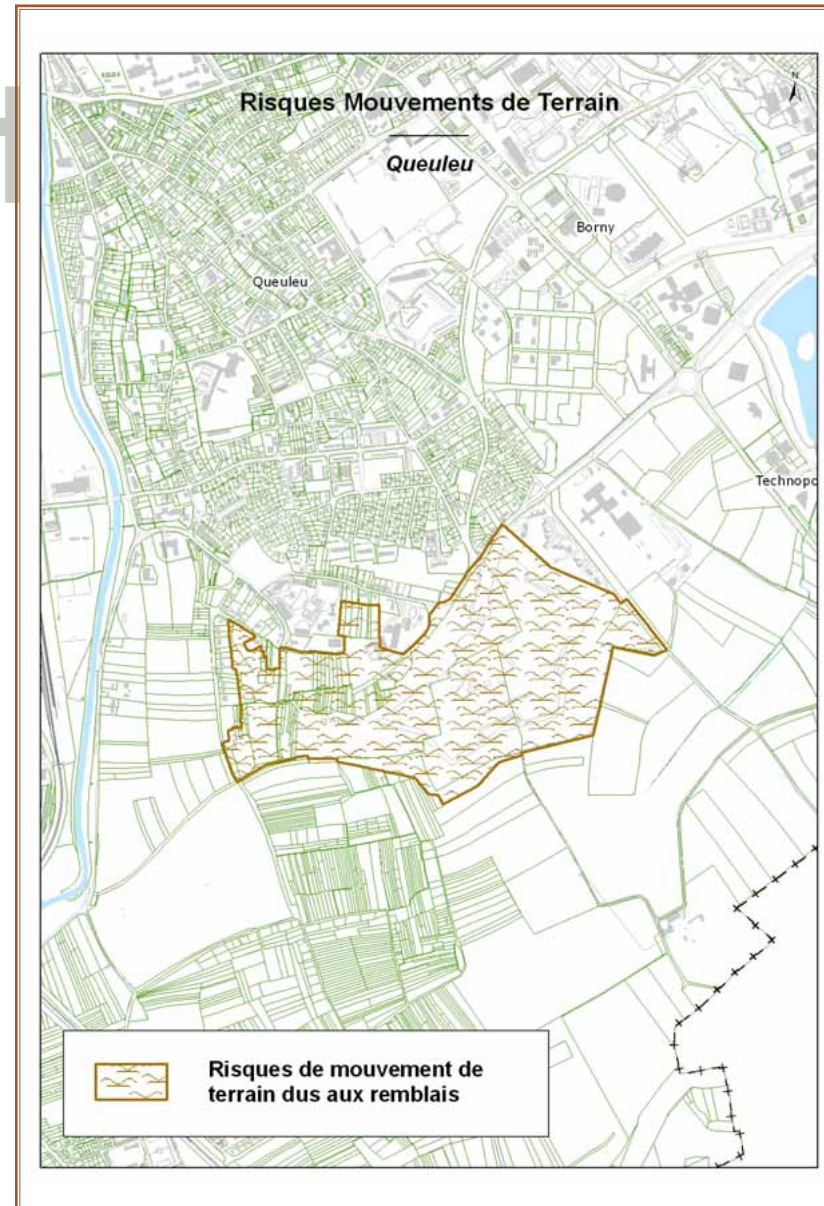 Risques Mouvements de Terrain
Queuleu
N
Borny
Queuleu
Technopo
Risques de mouvement de
terrain dus aux remblais